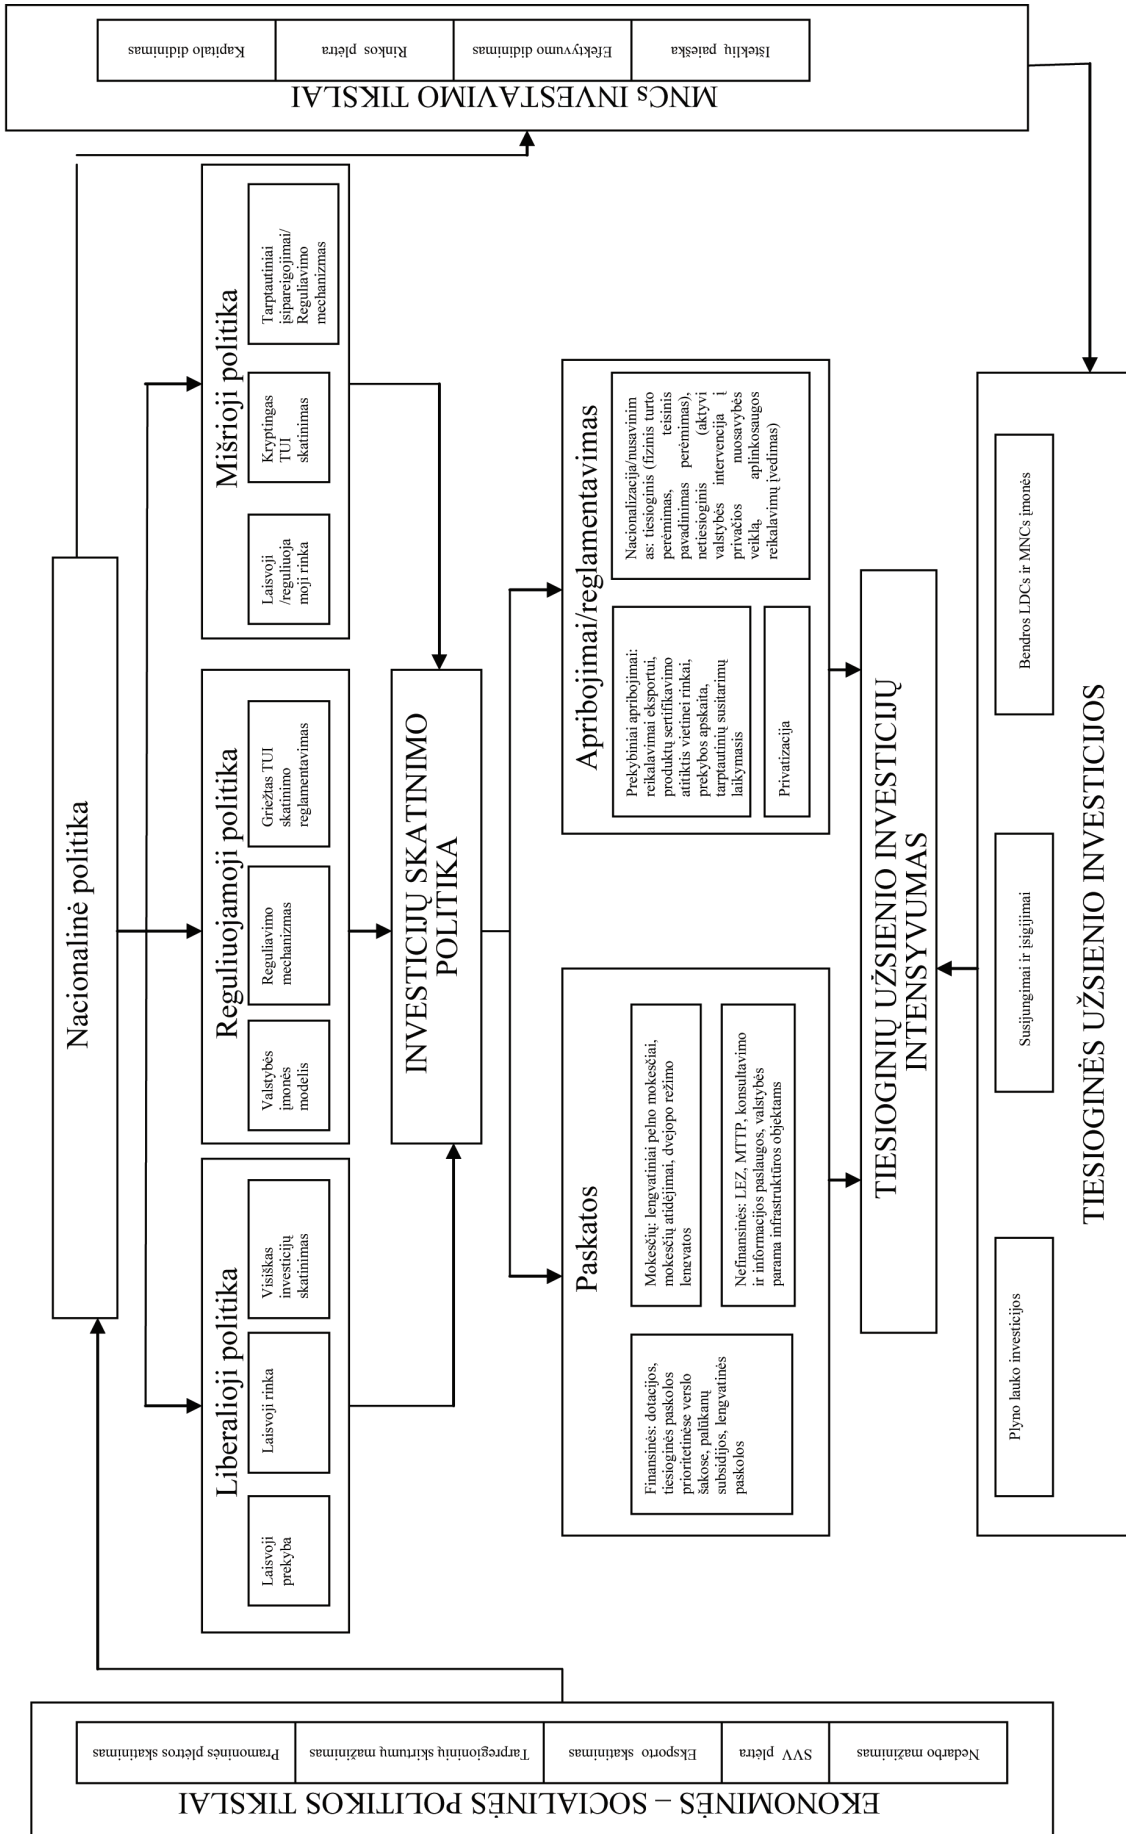 EKONOMINĖS – SOCIALINĖS POLITIKOS TIKSLAI
Pramoninės plėtros skatinimas
Tarpregioninių skirtumų mažinimas
Eksporto skatinimas
SVV plėtra
Nedarbo mažinimas
Nacionalinė politika
Liberalioji politika
Laisvoji
prekyba
Laisvoji rinka
Visiškas
investicijų
skatinimas
Reguliuojamoji politika
Valstybės
įmonės
modelis
Reguliavimo
mechanizmas
Griežtas TUI
skatinimo
reglamentavimas
Mišrioji politika
Laisvoji
/reguliuoja
moji rinka
Kryptingas
TUI
skatinimas
Tarptautiniai
įsipareigojimai/
Reguliavimo
mechanizmas
INVESTICIJŲ SKATINIMO
POLITIKA
Paskatos
Finansinės: dotacijos,
tiesioginės paskolos
prioritetinėse verslo
šakose, palūkanų
subsidijos, lengvatinės
paskolos
Mokesčių: lengvatiniai pelno mokesčiai,
mokesčių atidėjimai, dvejopo režimo
lengvatos
Nefinansinės: LEZ, MTTP, konsultavimo
ir informacijos paslaugos, valstybės
parama infrastruktūros objektams
Apribojimai/reglamentavimas
Prekybiniai apribojimai:
reikalavimai eksportui,
produktų sertifikavimo
atitiktis vietinei rinkai,
prekybos apskaita,
tarptautinių susitarimų
laikymasis
Privatizacija
Nacionalizacija/nusavinim
as: tiesioginis (fizinis turto
perėmimas, teisinis
pavadinimas perėmimas),
netiesioginis (aktyvi
valstybės intervencija į
privačios nuosavybės
veiklą, aplinkosaugos
reikalavimų įvedimas)
TIESIOGINIŲ UŽSIENIO INVESTICIJŲ
INTENSYVUMAS
Plyno lauko investicijos
Susijungimai ir įsigijimai
Bendros LDCs ir MNCs įmonės
TIESIOGINĖS UŽSIENIO INVESTICIJOS
MNCs INVESTAVIMO TIKSLAI
Kapitalo didinimas
Rinkos plėtra
Efektyvumo didinimas
Išteklių paieška